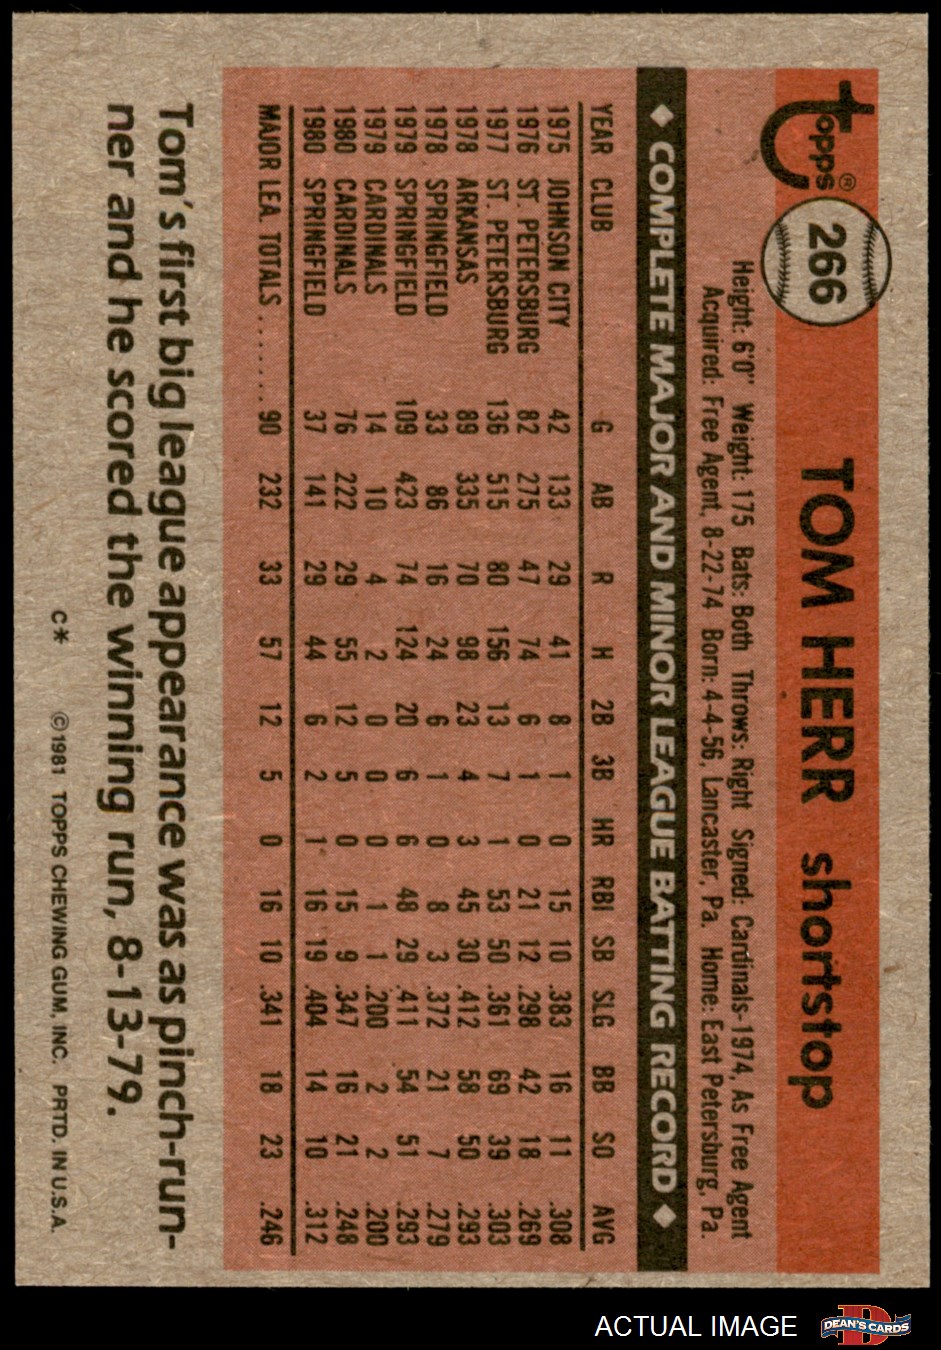 topps®
266
TOM HERR shortstop
Height: 6'0" Weight: 175 Bats: Both Throws: Right Signed: Cardinals-1974, As Free Agent
Acquired: Free Agent, 8-22-74 Born: 4-4-56, Lancaster, Pa. Home: East Petersburg, Pa.
◆ COMPLETE MAJOR AND MINOR LEAGUE BATTING RECORD ◆
YEAR CLUB G AB R H 2B 3B HR RBI SB SLG BB SO AVG
1975 JOHNSON CITY 42 133 29 41 8 1 0 15 10 .383 16 11 .308
1976 ST. PETERSBURG 82 275 47 74 6 1 0 21 12 .298 42 18 .269
1977 ST. PETERSBURG 136 515 80 156 13 7 1 53 50 .361 69 39 .303
1978 ARKANSAS 89 335 70 98 23 4 3 45 30 .412 58 50 .293
1978 SPRINGFIELD 33 86 16 24 6 1 0 8 3 .372 21 7 .279
1979 SPRINGFIELD 109 423 74 124 20 6 6 48 29 .411 54 51 .293
1979 CARDINALS 14 10 4 2 0 0 0 1 1 .200 2 2 .200
1980 CARDINALS 76 222 29 55 12 5 0 15 9 .347 16 21 .248
1980 SPRINGFIELD 37 141 29 44 6 2 1 16 19 .404 14 10 .312
MAJOR LEA. TOTALS ....... 90 232 33 57 12 5 0 16 10 .341 18 23 .246
Tom's first big league appearance was as pinch-run-
ner and he scored the winning run, 8-13-79.
C* ©1981 TOPPS CHEWING GUM, INC. PRTD. IN U.S.A.
ACTUAL IMAGE
D
DEAN'S CARDS